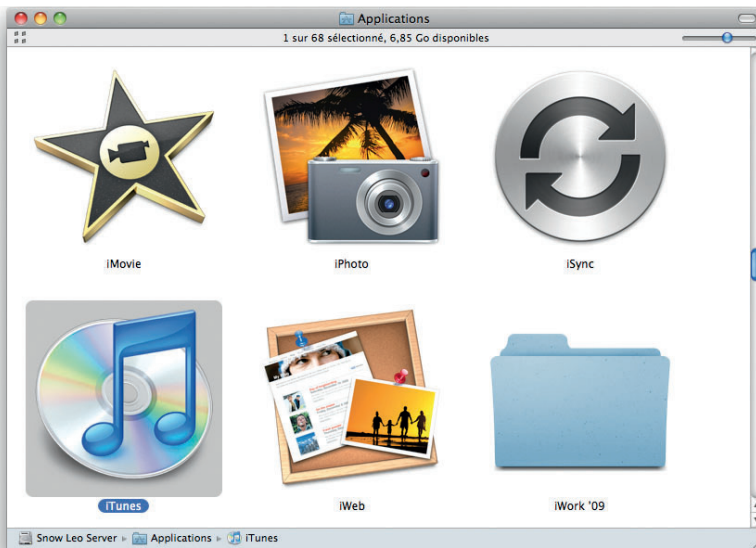 Applications
1 sur 68 sélectionné, 6,85 Go disponibles
iMovie
iPhoto
iSync
iTunes
iWeb
iWork '09
Snow Leo Server ▸ Applications ▸ iTunes